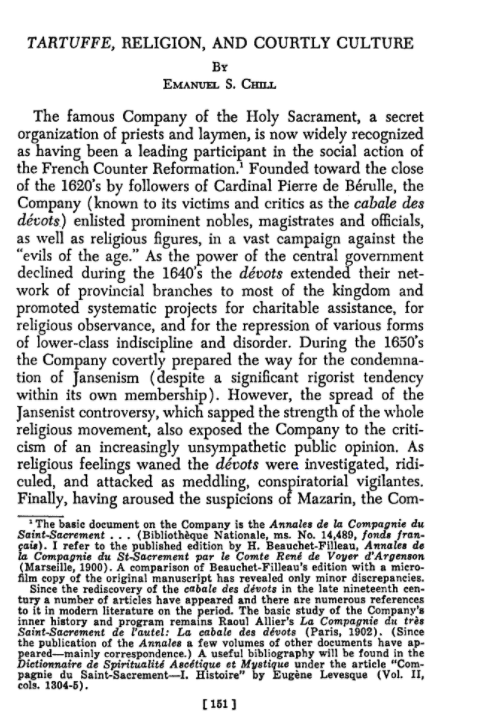 TARTUFFE, RELIGION, AND COURTLY CULTURE
BY
EMANUEL S. CHILL
The famous Company of the Holy Sacrament, a secret
organization of priests and laymen, is now widely recognized
as having been a leading participant in the social action of
the French Counter Reformation.¹ Founded toward the close
of the 1620's by followers of Cardinal Pierre de Bérulle, the
Company (known to its victims and critics as the cabale des
dévots) enlisted prominent nobles, magistrates and officials,
as well as religious figures, in a vast campaign against the
"evils of the age." As the power of the central government
declined during the 1640's the dévots extended their net-
work of provincial branches to most of the kingdom and
promoted systematic projects for charitable assistance, for
religious observance, and for the repression of various forms
of lower-class indiscipline and disorder. During the 1650's
the Company covertly prepared the way for the condemna-
tion of Jansenism (despite a significant rigorist tendency
within its own membership). However, the spread of the
Jansenist controversy, which sapped the strength of the whole
religious movement, also exposed the Company to the criti-
cism of an increasingly unsympathetic public opinion. As
religious feelings waned the dévots were investigated, ridi-
culed, and attacked as meddling, conspiratorial vigilantes.
Finally, having aroused the suspicions of Mazarin, the Com-
¹ The basic document on the Company is the Annales de la Compagnie du
Saint-Sacrement . . . (Bibliothèque Nationale, ms. No. 14,489, fonds fran-
çais). I refer to the published edition by H. Beauchet-Filleau, Annales de
la Compagnie du St-Sacrement par le Comte René de Voyer d'Argenson
(Marseille, 1900). A comparison of Beauchet-Filleau's edition with a micro-
film copy of the original manuscript has revealed only minor discrepancies.
Since the rediscovery of the cabale des dévots in the late nineteenth cen-
tury a number of articles have appeared and there are numerous references
to it in modern literature on the period. The basic study of the Company's
inner history and program remains Raoul Allier's La Compagnie du très
Saint-Sacrement de l'autel: La cabale des dévots (Paris, 1902). (Since
the publication of the Annales a few volumes of other documents have ap-
peared—mainly correspondence.) A useful bibliography will be found in the
Dictionnaire de Spiritualité Ascétique et Mystique under the article "Com-
pagnie du Saint-Sacrement—I. Histoire" by Eugène Levesque (Vol. II,
cols. 1304-5).
[ 151 ]